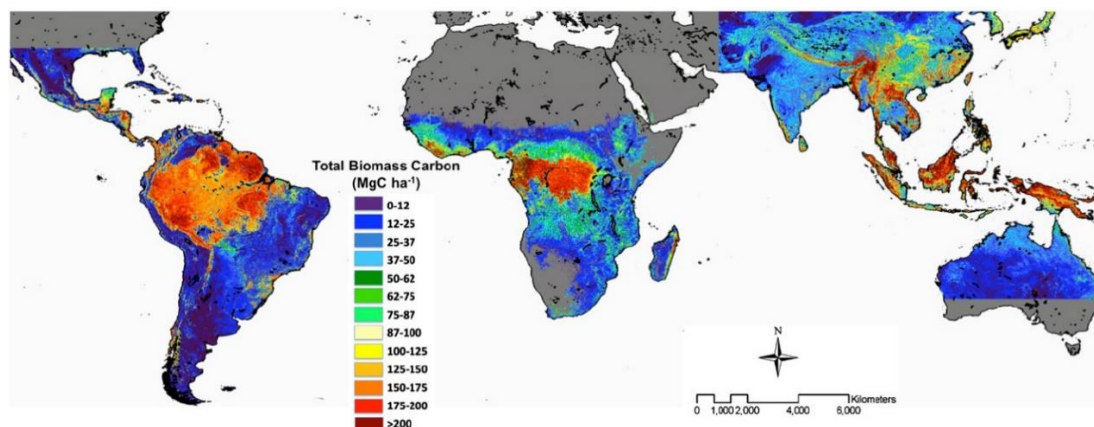 Total Biomass Carbon
(MgC ha⁻¹)
0-12
12-25
25-37
37-50
50-62
62-75
75-87
87-100
100-125
125-150
150-175
175-200
>200
N
Kilometers
0 1,000 2,000 4,000 6,000